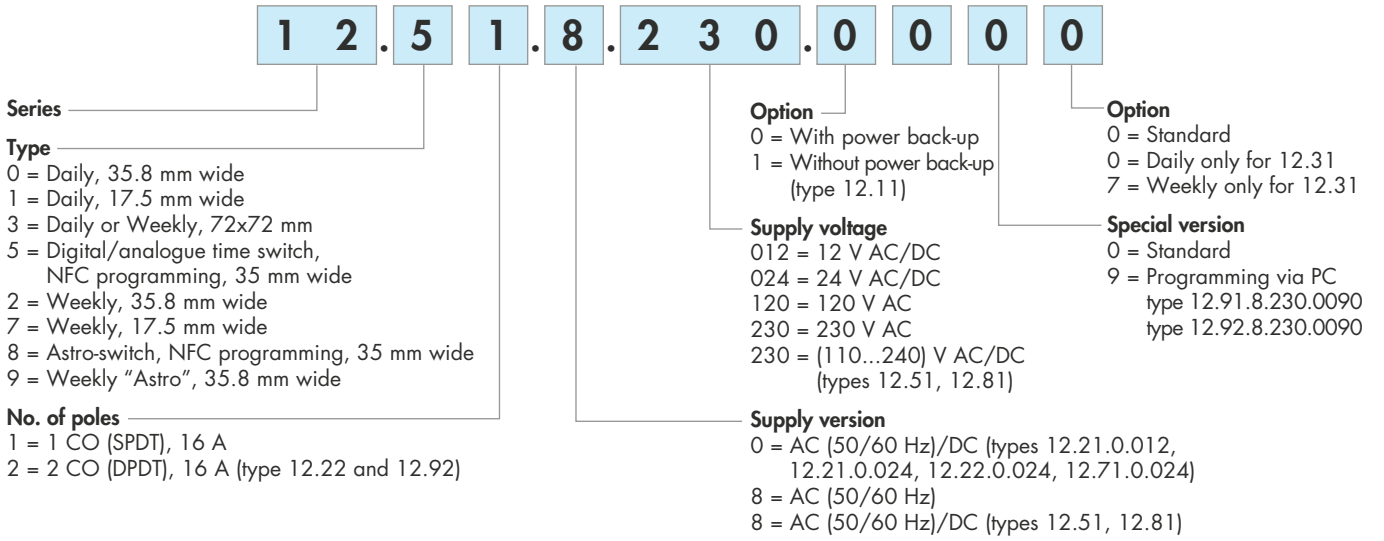 1 2 . 5 1 . 8 . 2 3 0 . 0 0 0 0
Series
Type
0 = Daily, 35.8 mm wide
1 = Daily, 17.5 mm wide
3 = Daily or Weekly, 72x72 mm
5 = Digital/analogue time switch,
NFC programming, 35 mm wide
2 = Weekly, 35.8 mm wide
7 = Weekly, 17.5 mm wide
8 = Astro-switch, NFC programming, 35 mm wide
9 = Weekly “Astro”, 35.8 mm wide
No. of poles
1 = 1 CO (SPDT), 16 A
2 = 2 CO (DPDT), 16 A (type 12.22 and 12.92)
Option
0 = With power back-up
1 = Without power back-up
(type 12.11)
Supply voltage
012 = 12 V AC/DC
024 = 24 V AC/DC
120 = 120 V AC
230 = 230 V AC
230 = (110...240) V AC/DC
(types 12.51, 12.81)
Supply version
0 = AC (50/60 Hz)/DC (types 12.21.0.012,
12.21.0.024, 12.22.0.024, 12.71.0.024)
8 = AC (50/60 Hz)
8 = AC (50/60 Hz)/DC (types 12.51, 12.81)
Option
0 = Standard
0 = Daily only for 12.31
7 = Weekly only for 12.31
Special version
0 = Standard
9 = Programming via PC
type 12.91.8.230.0090
type 12.92.8.230.0090